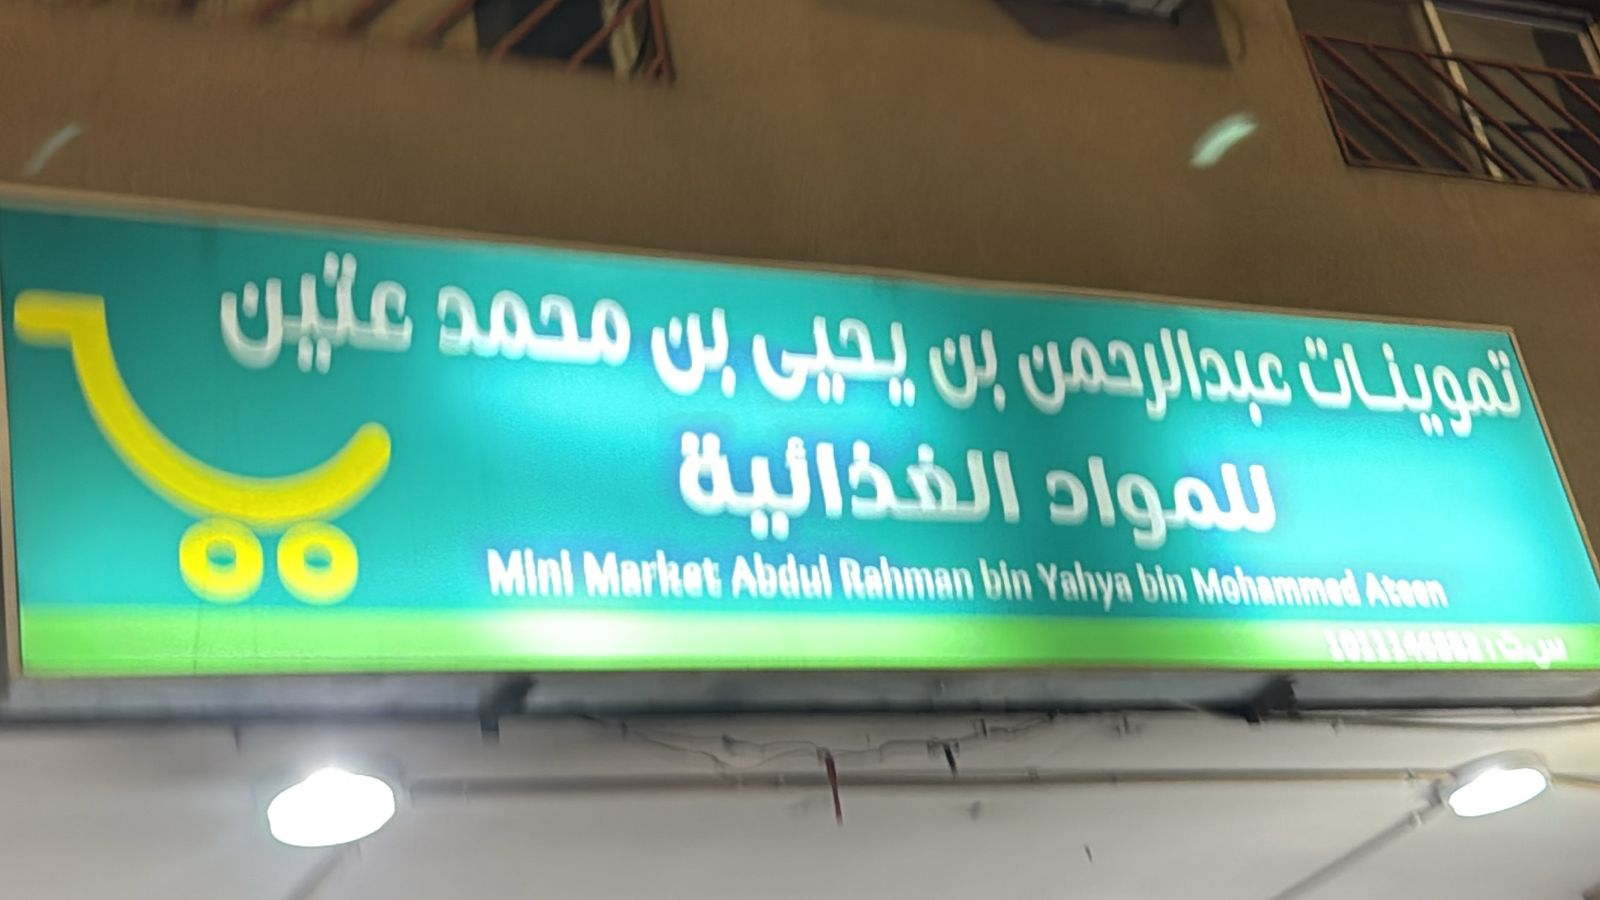 تموينات عبدالرحمن بن يحيى بن محمد عتين
للمواد الغذائية
Mini Market Abdul Rahman bin Yahya bin Mohammed Ateen
س.ت :